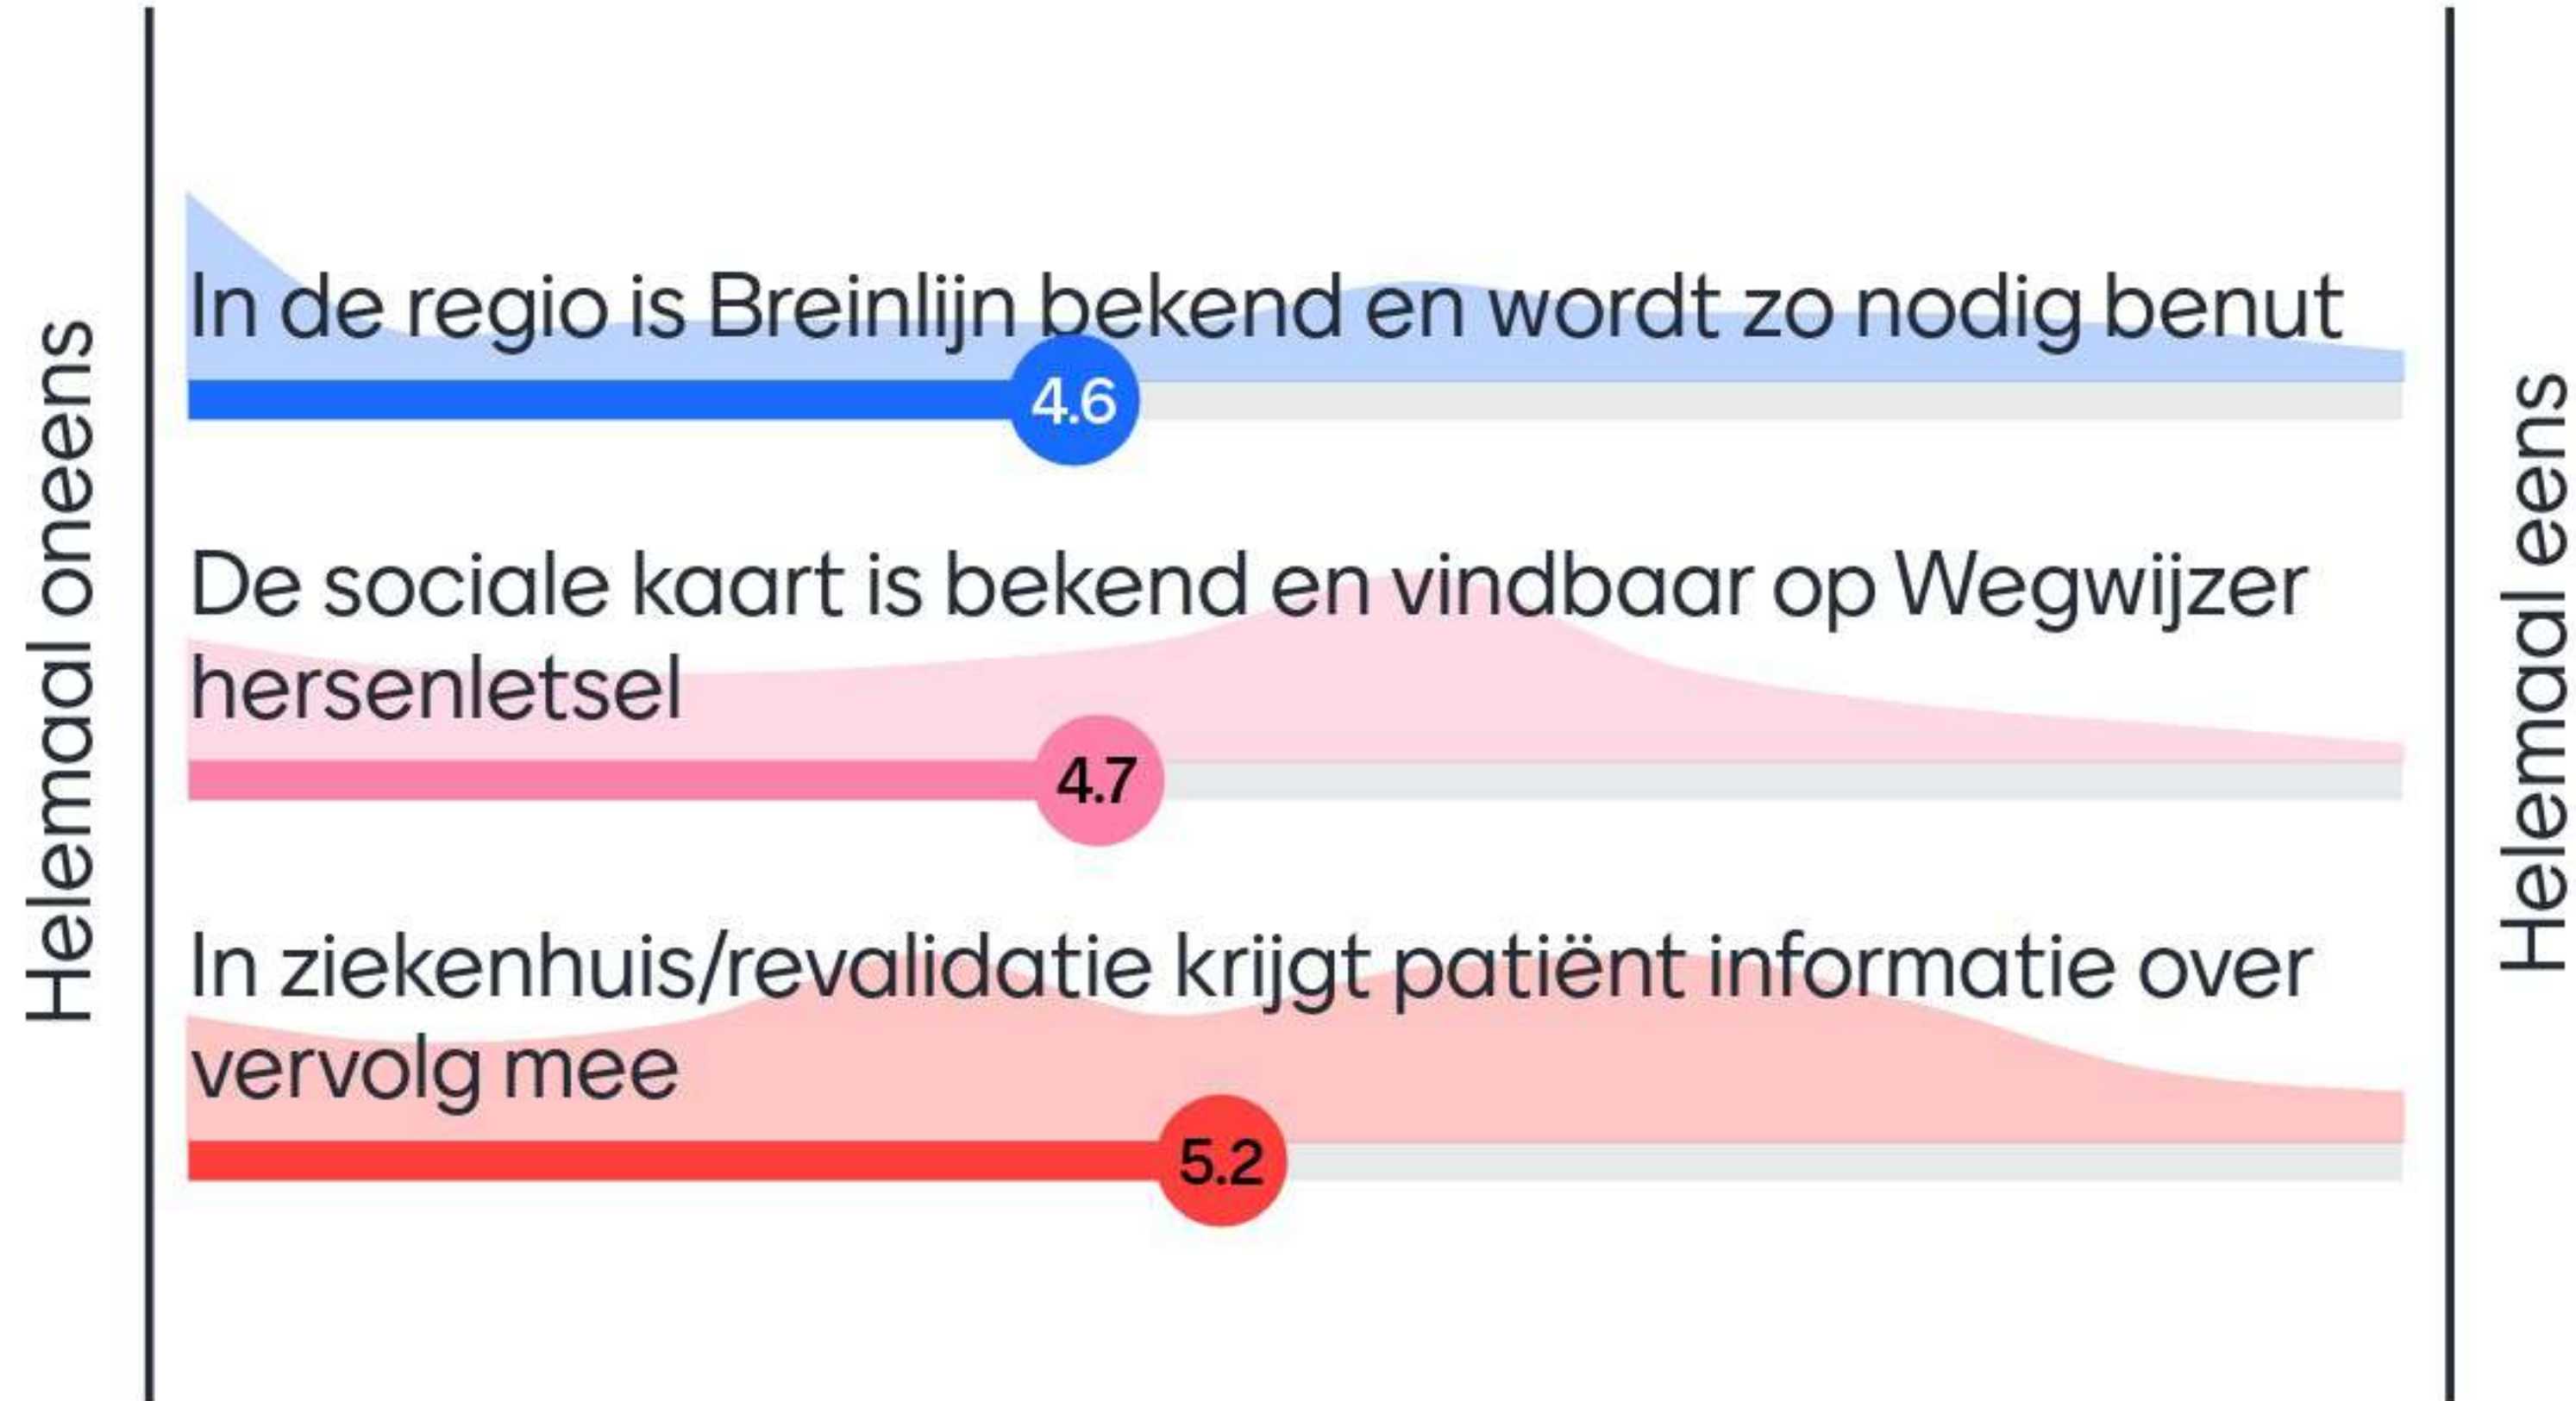 Helemaal oneens
In de regio is Breinlijn bekend en wordt zo nodig benut
4.6
De sociale kaart is bekend en vindbaar op Wegwijzer
hersenletsel
4.7
In ziekenhuis/revalidatie krijgt patiënt informatie over
vervolg mee
5.2
Helemaal eens